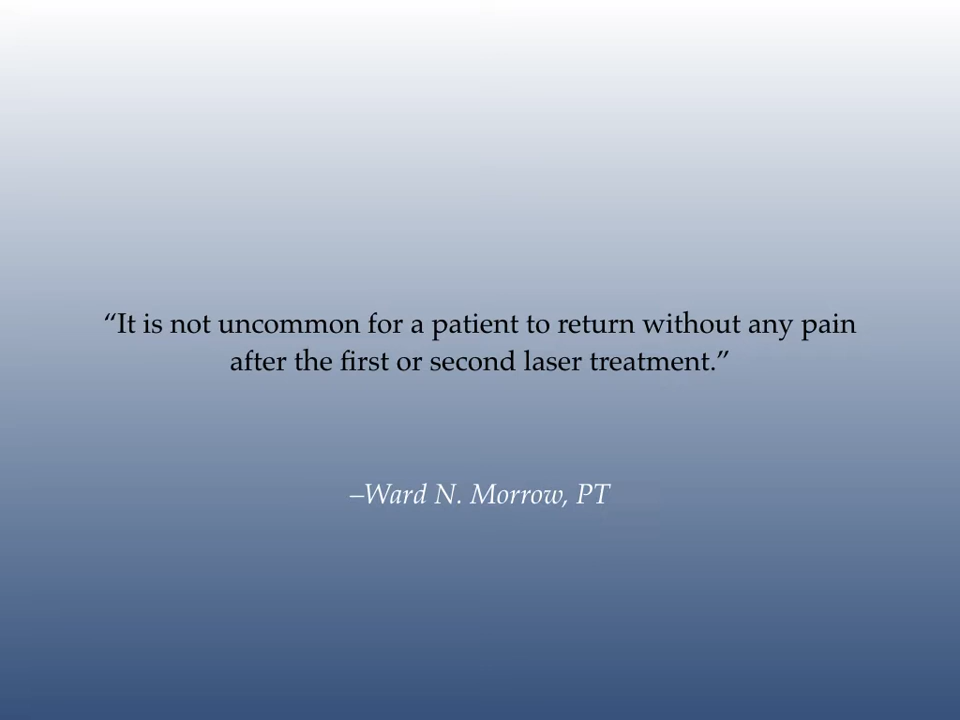 “It is not uncommon for a patient to return without any pain
after the first or second laser treatment.”
–Ward N. Morrow, PT